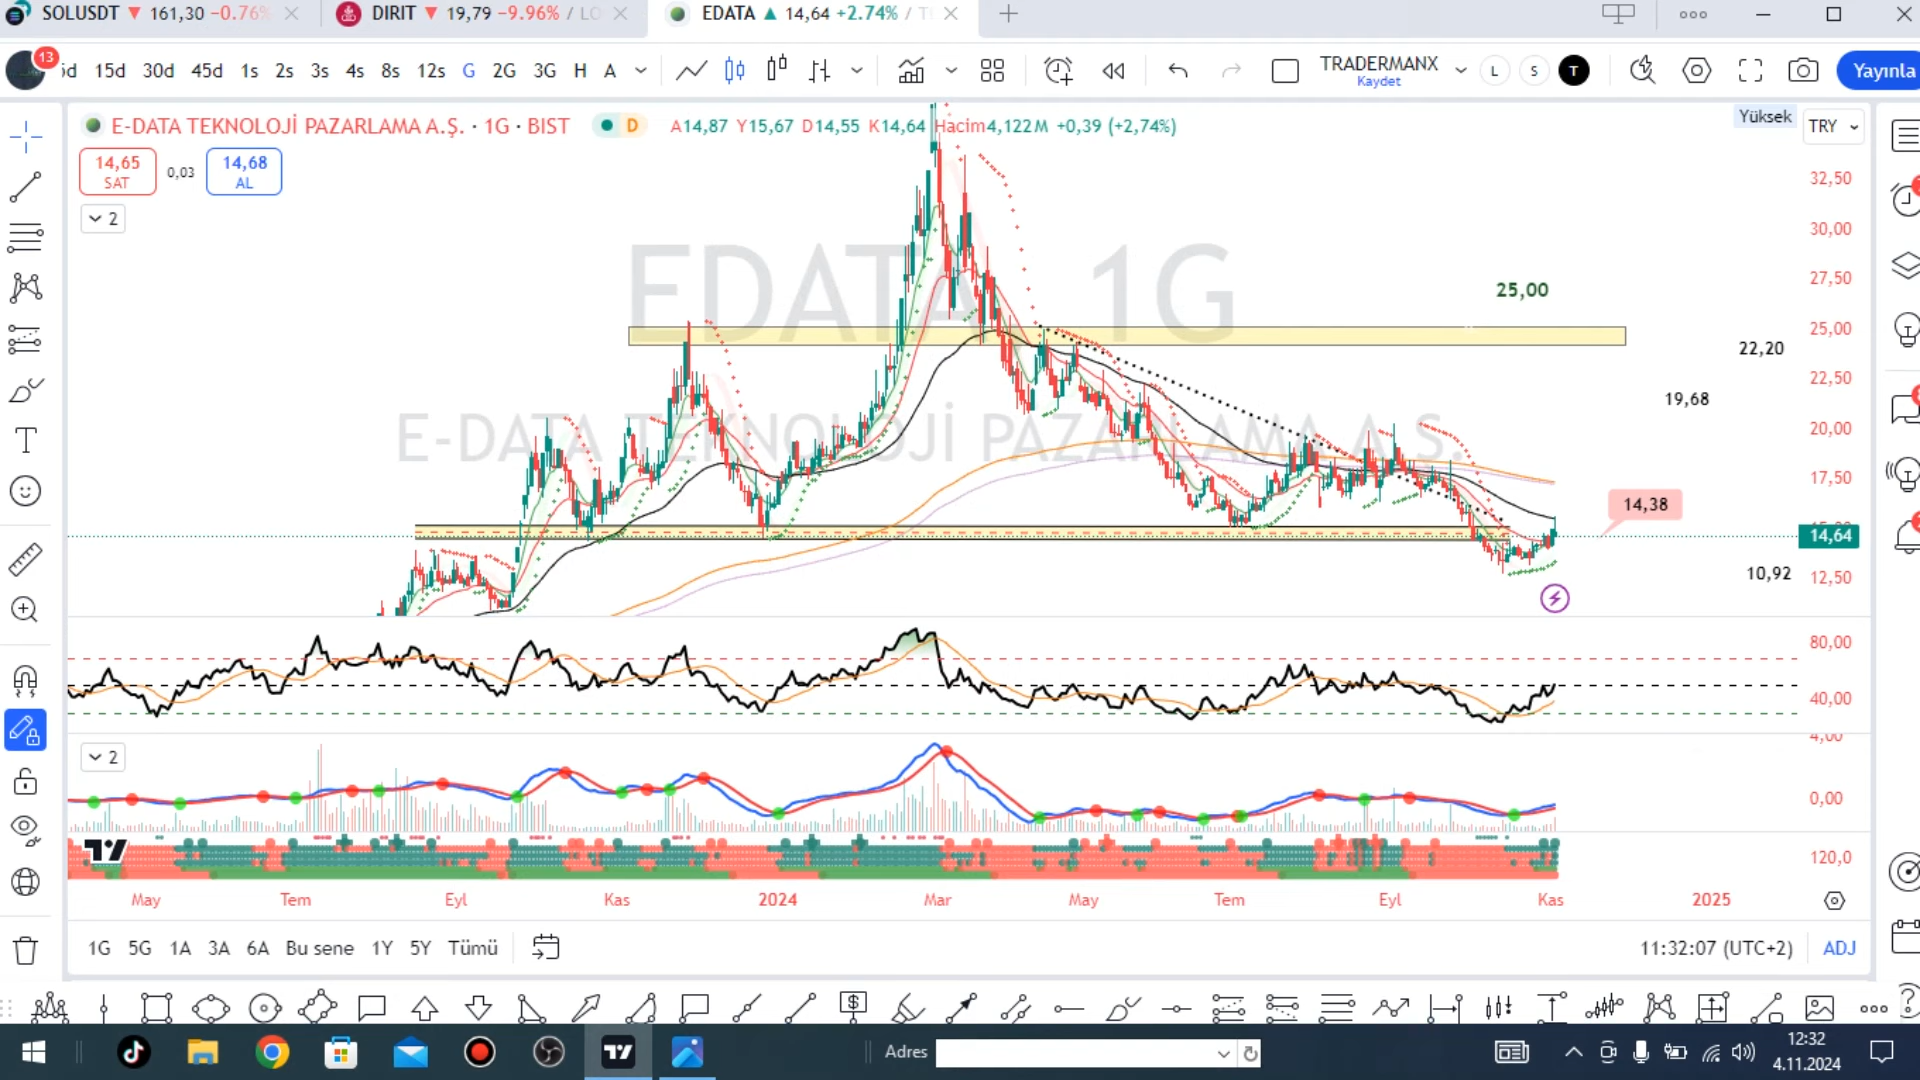 SOLUSDT ▼ 161,30 −0.76%
DIRIT ▼ 19,79 −9.96% / LO
EDATA ▲ 14,64 +2.74% /
13
15d 30d 45d 1s 2s 3s 4s 8s 12s G 2G 3G H A
TRADERMANX
Kaydet
L S T
Yayınla
E-DATA TEKNOLOJİ PAZARLAMA A.Ş. · 1G · BIST
D
A14,87 Y15,67 D14,55 K14,64 Hacim4,122M +0,39 (+2,74%)
Yüksek
TRY
14,65
SAT
0,03
14,68
AL
2
EDATA 1G
E-DATA TEKNOLOJİ PAZARLAMA A.Ş.
32,50
30,00
27,50
25,00
22,50
20,00
17,50
14,64
12,50
25,00
22,20
19,68
14,38
10,92
80,00
40,00
2
4,00
0,00
120,0
May Tem Eyl Kas 2024 Mar May Tem Eyl Kas 2025
1G 5G 1A 3A 6A Bu sene 1Y 5Y Tümü
11:32:07 (UTC+2) ADJ
Adres
12:32
4.11.2024